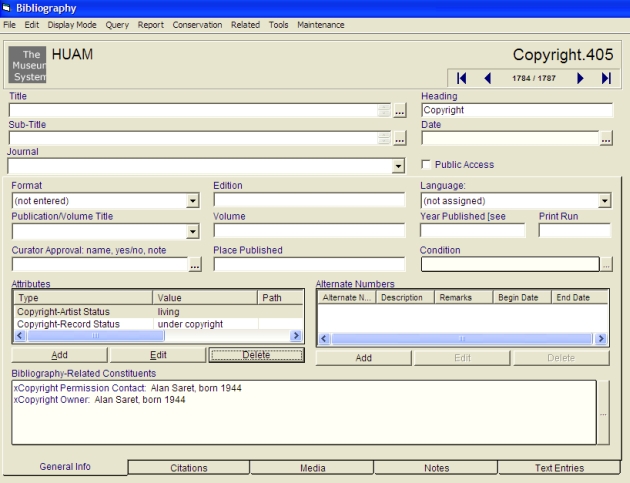 Bibliography
File Edit Display Mode Query Report Conservation Related Tools Maintenance
The Museum System
HUAM
Copyright.405
1784 / 1787
Title
Heading
Copyright
Sub-Title
Date
Journal
Public Access
Format
Edition
Language:
(not entered)
(not assigned)
Publication/Volume Title
Volume
Year Published [see
Print Run
Curator Approval: name, yes/no, note
Place Published
Condition
Attributes
Alternate Numbers
Type Value Path
Alternate N... Description Remarks Begin Date End Date
Copyright-Artist Status living
Copyright-Record Status under copyright
Add Edit Delete
Add Edit Delete
Bibliography-Related Constituents
xCopyright Permission Contact: Alan Saret, born 1944
xCopyright Owner: Alan Saret, born 1944
General Info Citations Media Notes Text Entries